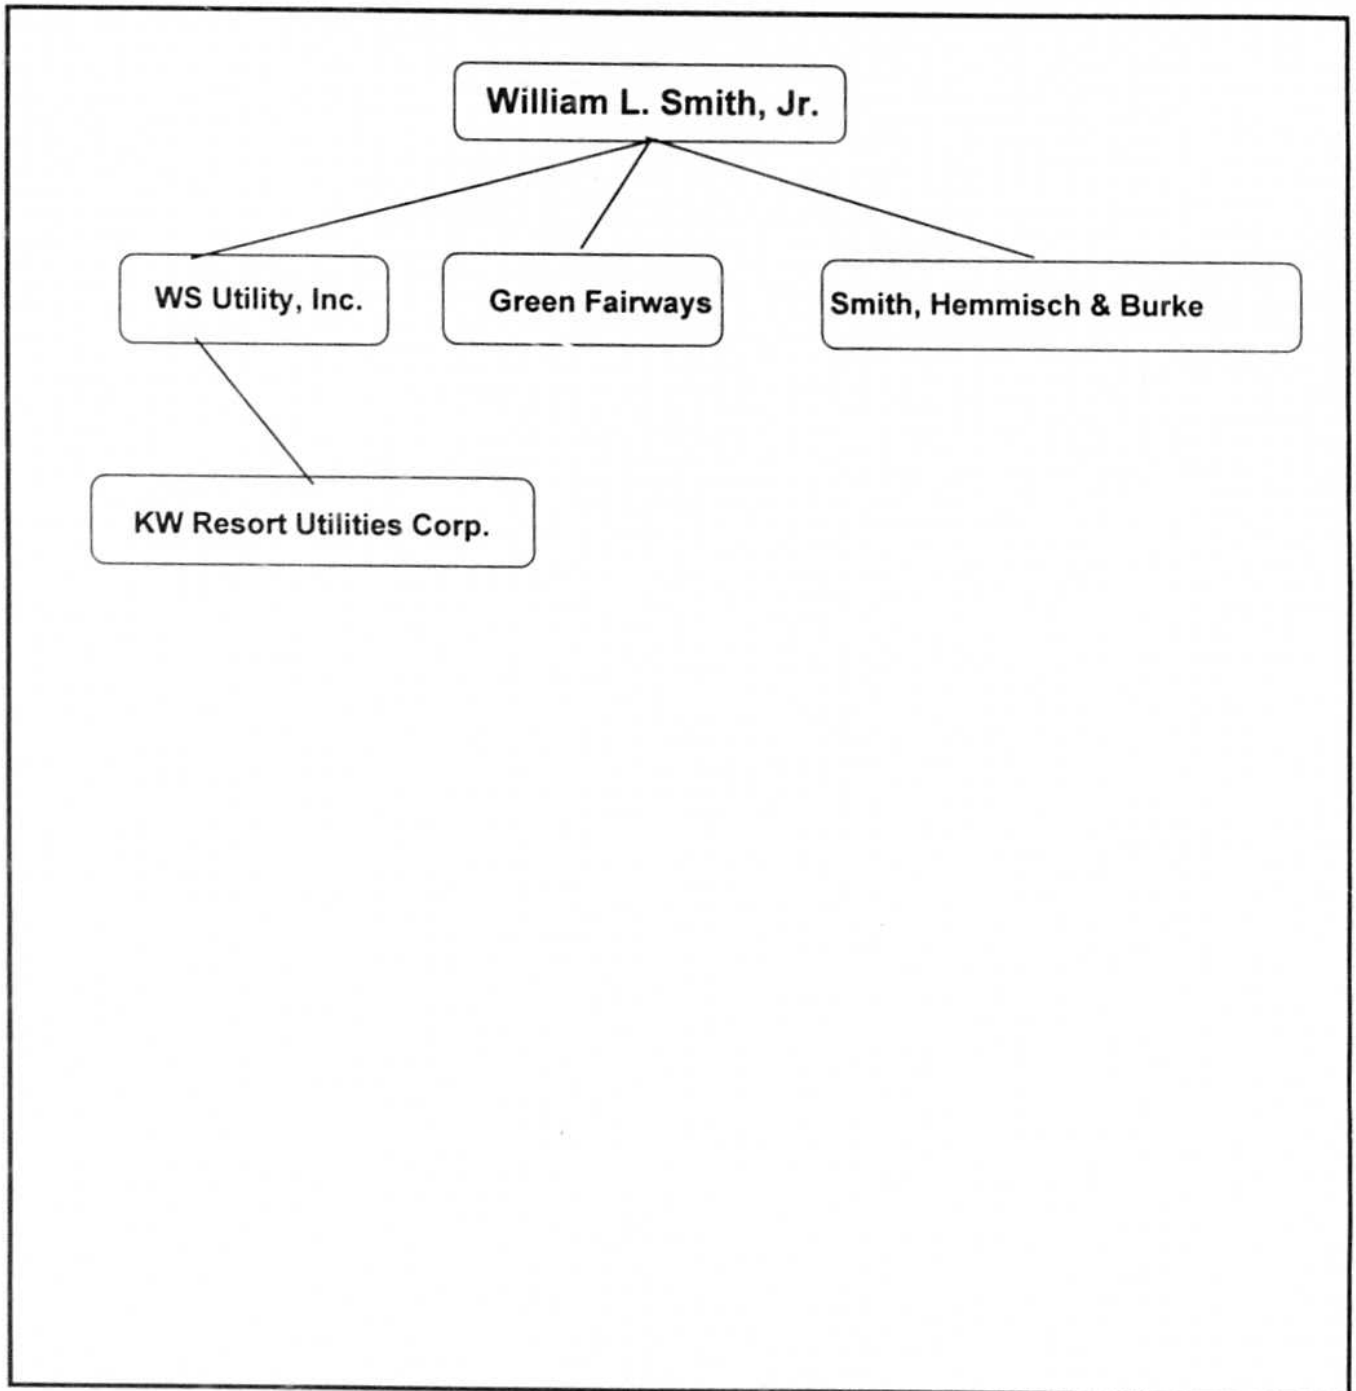 William L. Smith, Jr.
WS Utility, Inc.
Green Fairways
Smith, Hemmisch & Burke
KW Resort Utilities Corp.